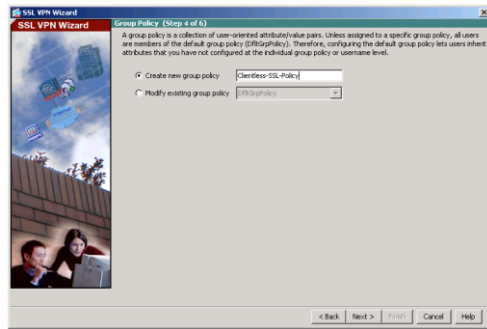 SSL VPN Wizard
SSL VPN Wizard
Group Policy (Step 4 of 6)
A group policy is a collection of user-oriented attribute/value pairs. Unless assigned to a specific group policy, all users
are members of the default group policy (DfltGrpPolicy). Therefore, configuring the default group policy lets users inherit
attributes that you have not configured at the individual group policy or username level.
Create new group policy Clientless-SSL-Policy
Modify existing group policy DfltGrpPolicy
< Back Next > Finish Cancel Help